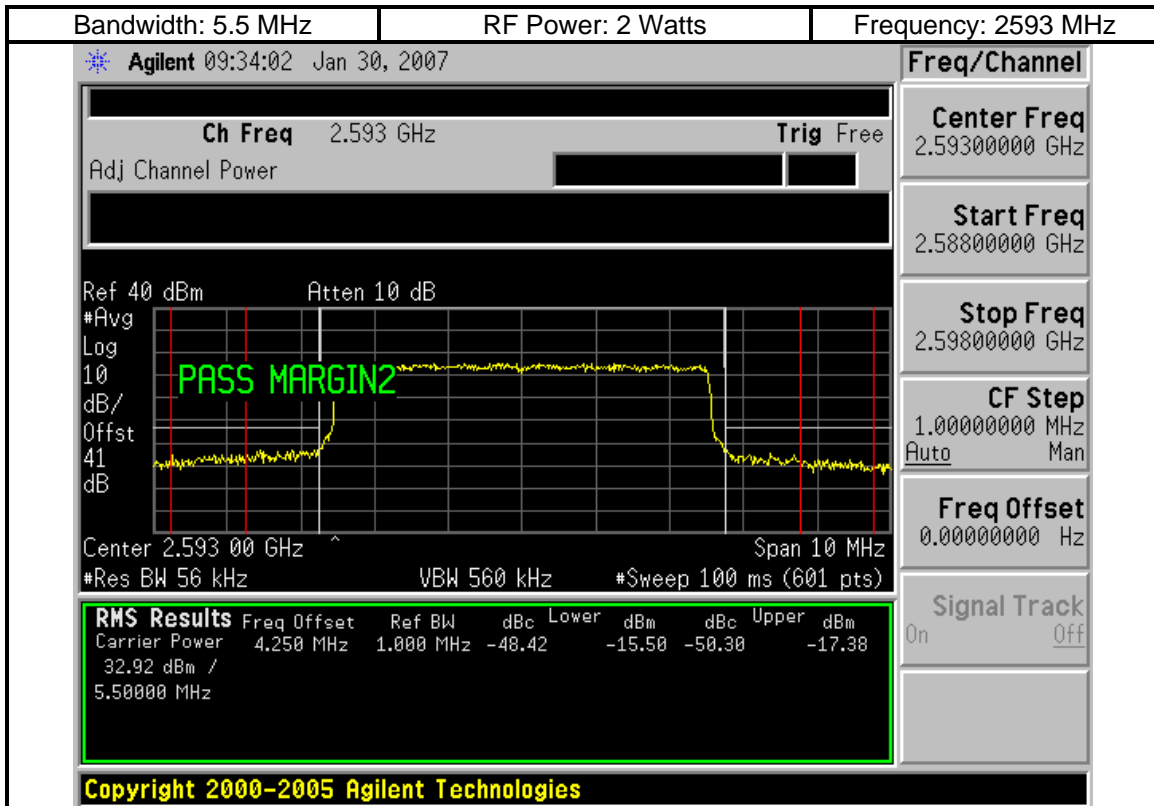 Bandwidth: 5.5 MHz RF Power: 2 Watts Frequency: 2593 MHz
Agilent 09:34:02 Jan 30, 2007 Freq/Channel
Ch Freq 2.593 GHz Trig Free
Adj Channel Power
Center Freq
2.59300000 GHz
Start Freq
2.58800000 GHz
Stop Freq
2.59800000 GHz
CF Step
1.00000000 MHz
Auto Man
Freq Offset
0.00000000 Hz
Signal Track
On Off
Ref 40 dBm Atten 10 dB
#Avg
Log
10
dB/
Offst
41
dB
PASS MARGIN2
Center 2.593 00 GHz ^ Span 10 MHz
#Res BW 56 kHz VBW 560 kHz #Sweep 100 ms (601 pts)
RMS Results Freq Offset Ref BW dBc Lower dBm dBc Upper dBm
Carrier Power 4.250 MHz 1.000 MHz -48.42 -15.50 -50.30 -17.38
32.92 dBm /
5.50000 MHz
Copyright 2000-2005 Agilent Technologies